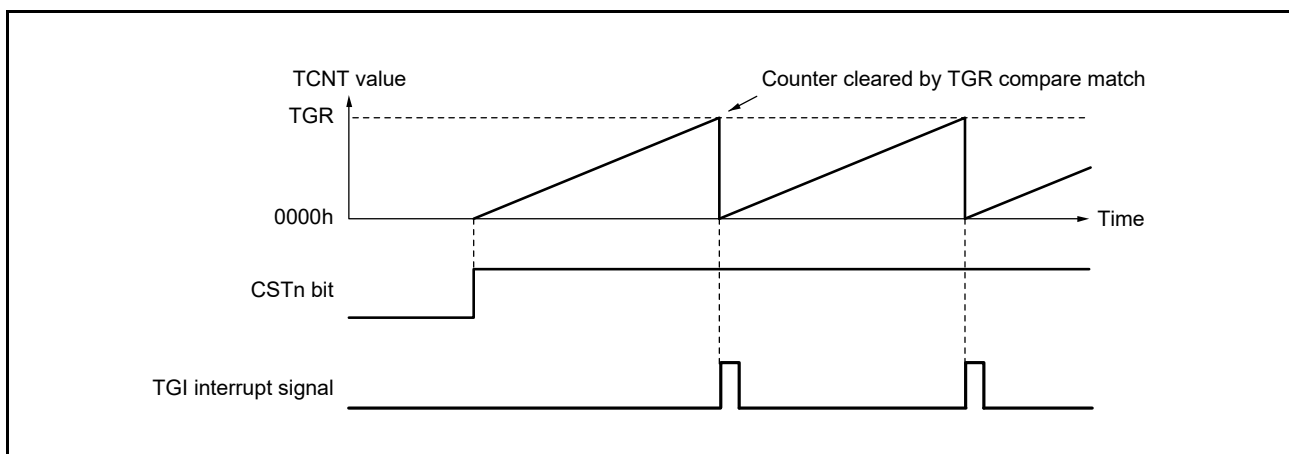 TCNT value
Counter cleared by TGR compare match
TGR
0000h
Time
CSTn bit
TGI interrupt signal